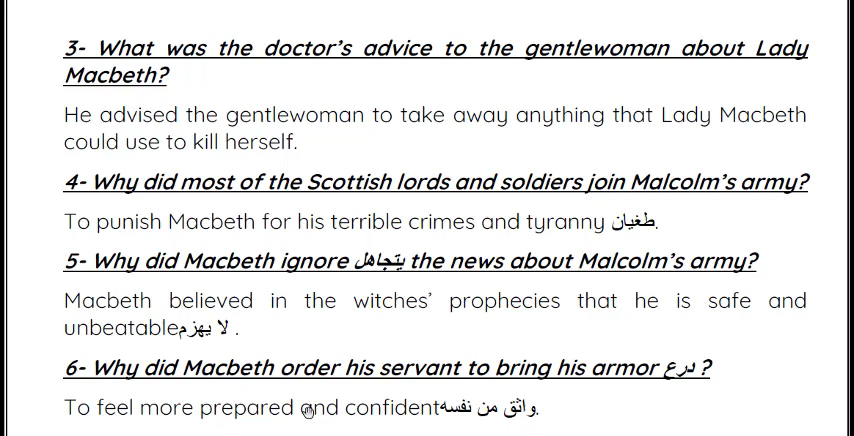 3- What was the doctor's advice to the gentlewoman about Lady
Macbeth?
He advised the gentlewoman to take away anything that Lady Macbeth
could use to kill herself.
4- Why did most of the Scottish lords and soldiers join Malcolm's army?
To punish Macbeth for his terrible crimes and tyranny طغيان.
5- Why did Macbeth ignore يتجاهل the news about Malcolm's army?
Macbeth believed in the witches' prophecies that he is safe and
unbeatable لا يهزم.
6- Why did Macbeth order his servant to bring his armor درع ?
To feel more prepared and confident واثق من نفسه.